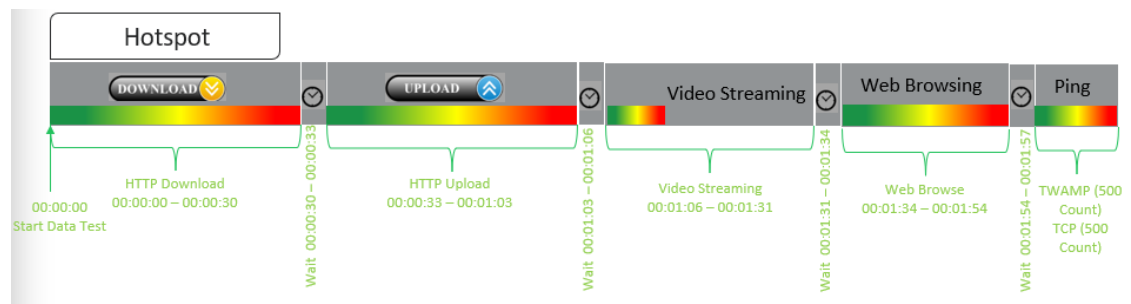 Hotspot
DOWNLOAD
UPLOAD
Video Streaming
Web Browsing
Ping
00:00:00
Start Data Test
HTTP Download
00:00:00 – 00:00:30
Wait 00:00:30 – 00:00:33
HTTP Upload
00:00:33 – 00:01:03
Wait 00:01:03 – 00:01:06
Video Streaming
00:01:06 – 00:01:31
Wait 00:01:31 – 00:01:34
Web Browse
00:01:34 – 00:01:54
Wait 00:01:54 – 00:01:57
TWAMP (500
Count)
TCP (500
Count)